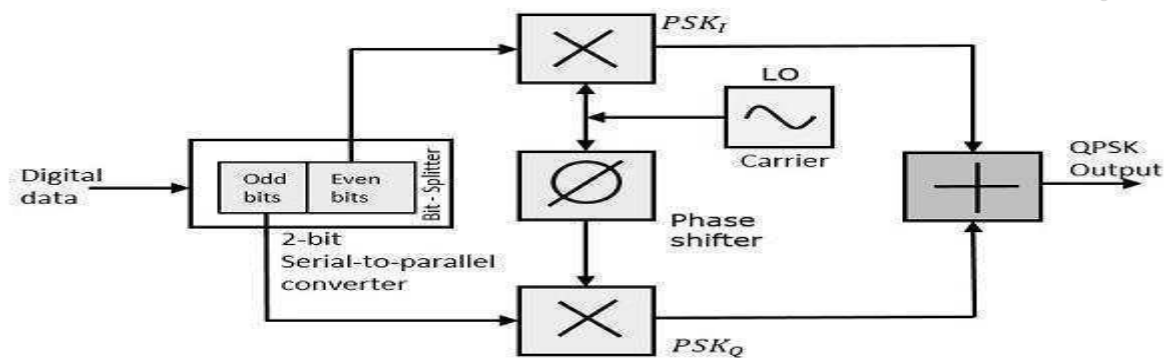 PSK_I
LO
Carrier
Digital
data
Odd
bits
Even
bits
Bit - Splitter
2-bit
Serial-to-parallel
converter
Phase
shifter
QPSK
Output
PSK_Q